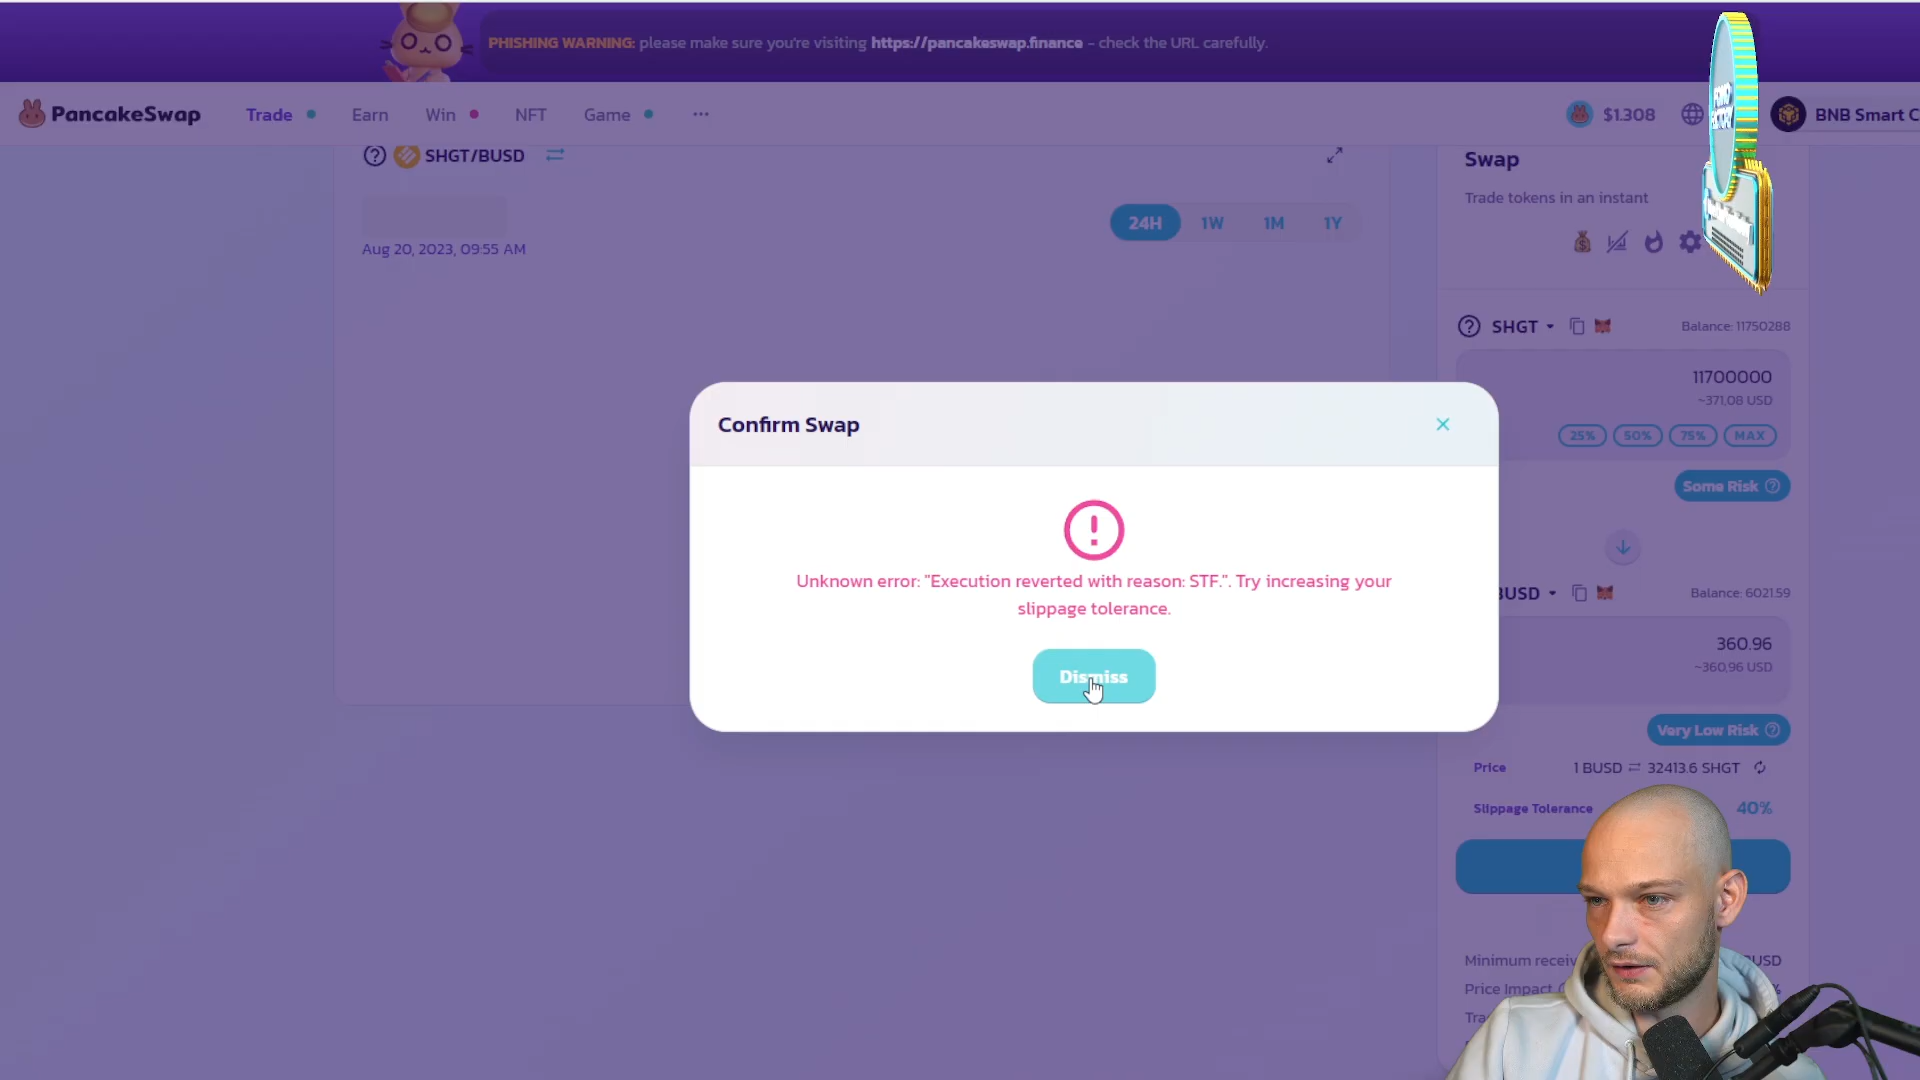 PHISHING WARNING: please make sure you're visiting https://pancakeswap.finance - check the URL carefully.
PancakeSwap
Trade
Earn
Win
NFT
Game
$1.308
BNB Smart C
SHGT/BUSD
Aug 20, 2023, 09:55 AM
24H
1W
1M
1Y
Swap
Trade tokens in an instant
SHGT
Balance: 11750288
11700000
~371,08 USD
25%
50%
75%
MAX
Some Risk
BUSD
Balance: 6021.59
360.96
~360,96 USD
Very Low Risk
Price
1 BUSD ⇄ 32413.6 SHGT
Slippage Tolerance
40%
Minimum receiv
BUSD
Price Impact
%
Tra
Confirm Swap
Unknown error: "Execution reverted with reason: STF.". Try increasing your
slippage tolerance.
Dismiss